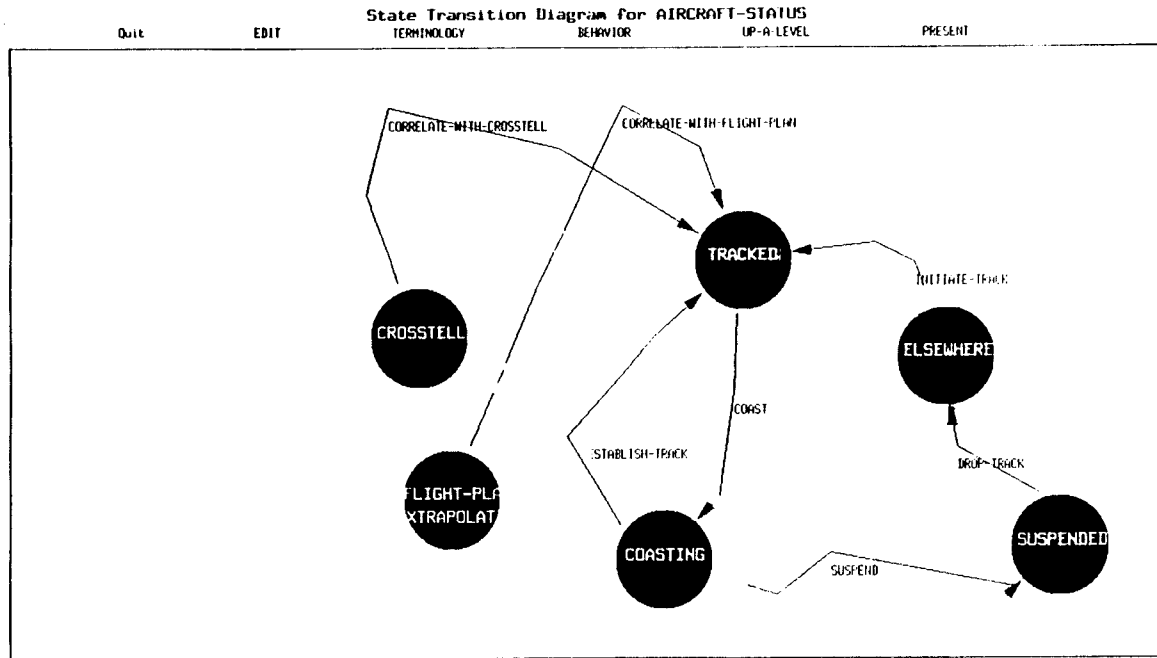 State Transition Diagram for AIRCRAFT-STATUS
Quit EDIT TERMINOLOGY BEHAVIOR UP-A-LEVEL PRESENT
CORRELATE-WITH-CROSSTELL
CORRELATE-WITH-FLIGHT-PLAN
TRACKED
INITIATE-TRACK
CROSSTELL
ELSEWHERE
COAST
ESTABLISH-TRACK
DROP-TRACK
FLIGHT-PLA
XTRAPOLAT
COASTING
SUSPENDED
SUSPEND